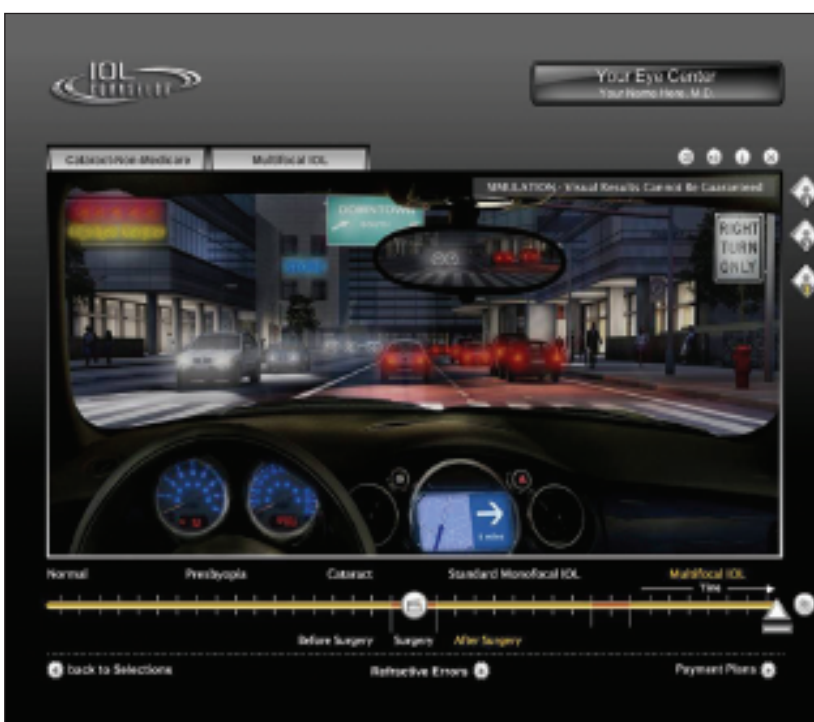 IOL
COUNSELOR
Your Eye Center
Your Name Here, M.D.
Cataract-Non-Medicare
Multifocal IOL
SIMULATION - Visual Results Cannot Be Guaranteed
DOWNTOWN
SOUTH
RIGHT
TURN
ONLY
Normal
Presbyopia
Cataract
Standard Monofocal IOL
Multifocal IOL
Time
Before Surgery
Surgery
After Surgery
back to Selections
Refractive Errors
Payment Plans